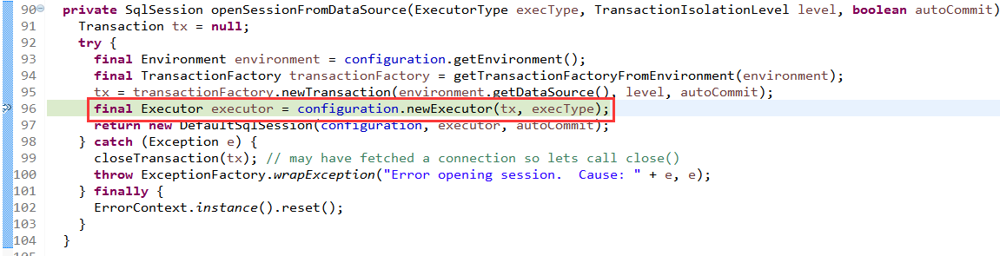 90 private SqlSession openSessionFromDataSource(ExecutorType execType, TransactionIsolationLevel level, boolean autoCommit)
91 Transaction tx = null;
92 try {
93 final Environment environment = configuration.getEnvironment();
94 final TransactionFactory transactionFactory = getTransactionFactoryFromEnvironment(environment);
95 tx = transactionFactory.newTransaction(environment.getDataSource(), level, autoCommit);
96 final Executor executor = configuration.newExecutor(tx, execType);
97 return new DefaultSqlSession(configuration, executor, autoCommit);
98 } catch (Exception e) {
99 closeTransaction(tx); // may have fetched a connection so lets call close()
100 throw ExceptionFactory.wrapException("Error opening session.  Cause: " + e, e);
101 } finally {
102 ErrorContext.instance().reset();
103 }
104 }